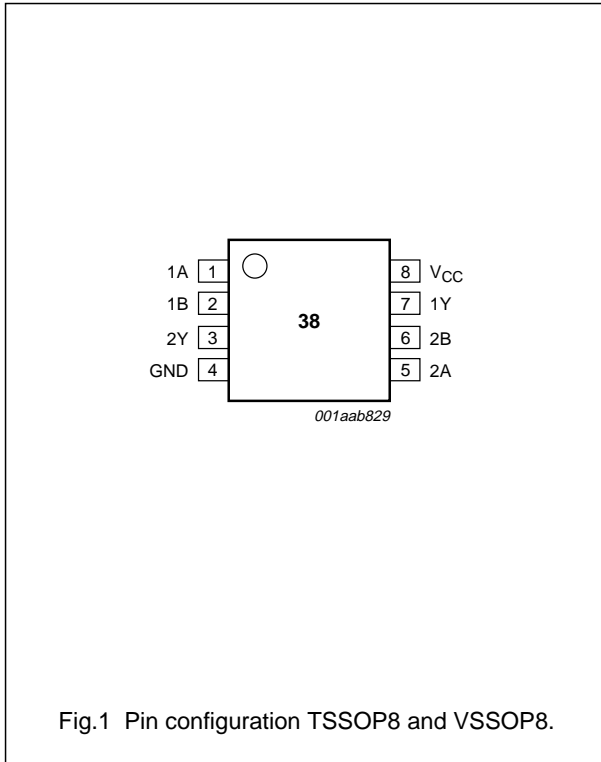 1A 1 8 VCC
1B 2 7 1Y
38
2Y 3 6 2B
GND 4 5 2A
001aab829
Fig.1 Pin configuration TSSOP8 and VSSOP8.